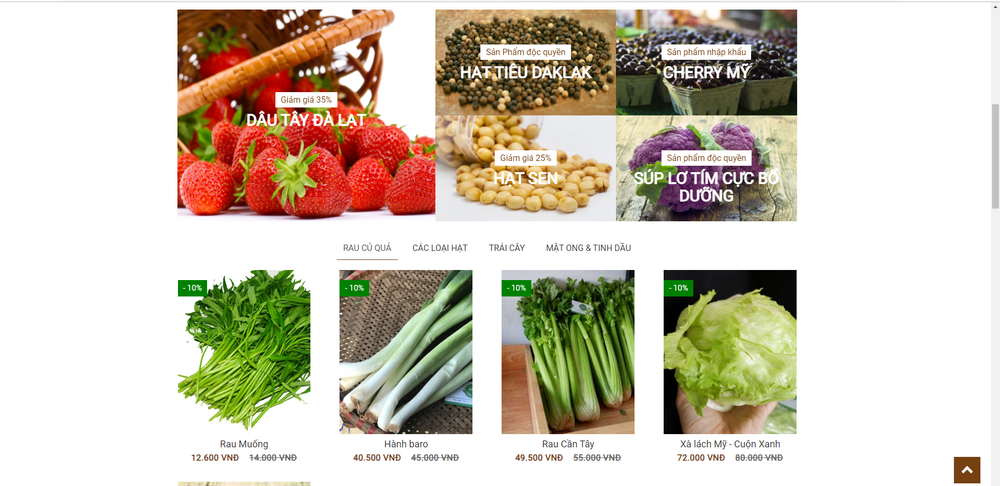 Giảm giá 35%
DÂU TÂY ĐÀ LẠT
Sản Phẩm độc quyền
HẠT TIÊU DAKLAK
Sản phẩm nhập khẩu
CHERRY MỸ
Giảm giá 25%
HẠT SEN
Sản phẩm độc quyền
SÚP LƠ TÍM CỰC BỔ
DƯỠNG
RAU CỦ QUẢ CÁC LOẠI HẠT TRÁI CÂY MẬT ONG & TINH DẦU
- 10% - 10% - 10% - 10%
Rau Muống Hành baro Rau Cần Tây Xà lách Mỹ - Cuộn Xanh
12.600 VNĐ 14.000 VNĐ 40.500 VNĐ 45.000 VNĐ 49.500 VNĐ 55.000 VNĐ 72.000 VNĐ 80.000 VNĐ